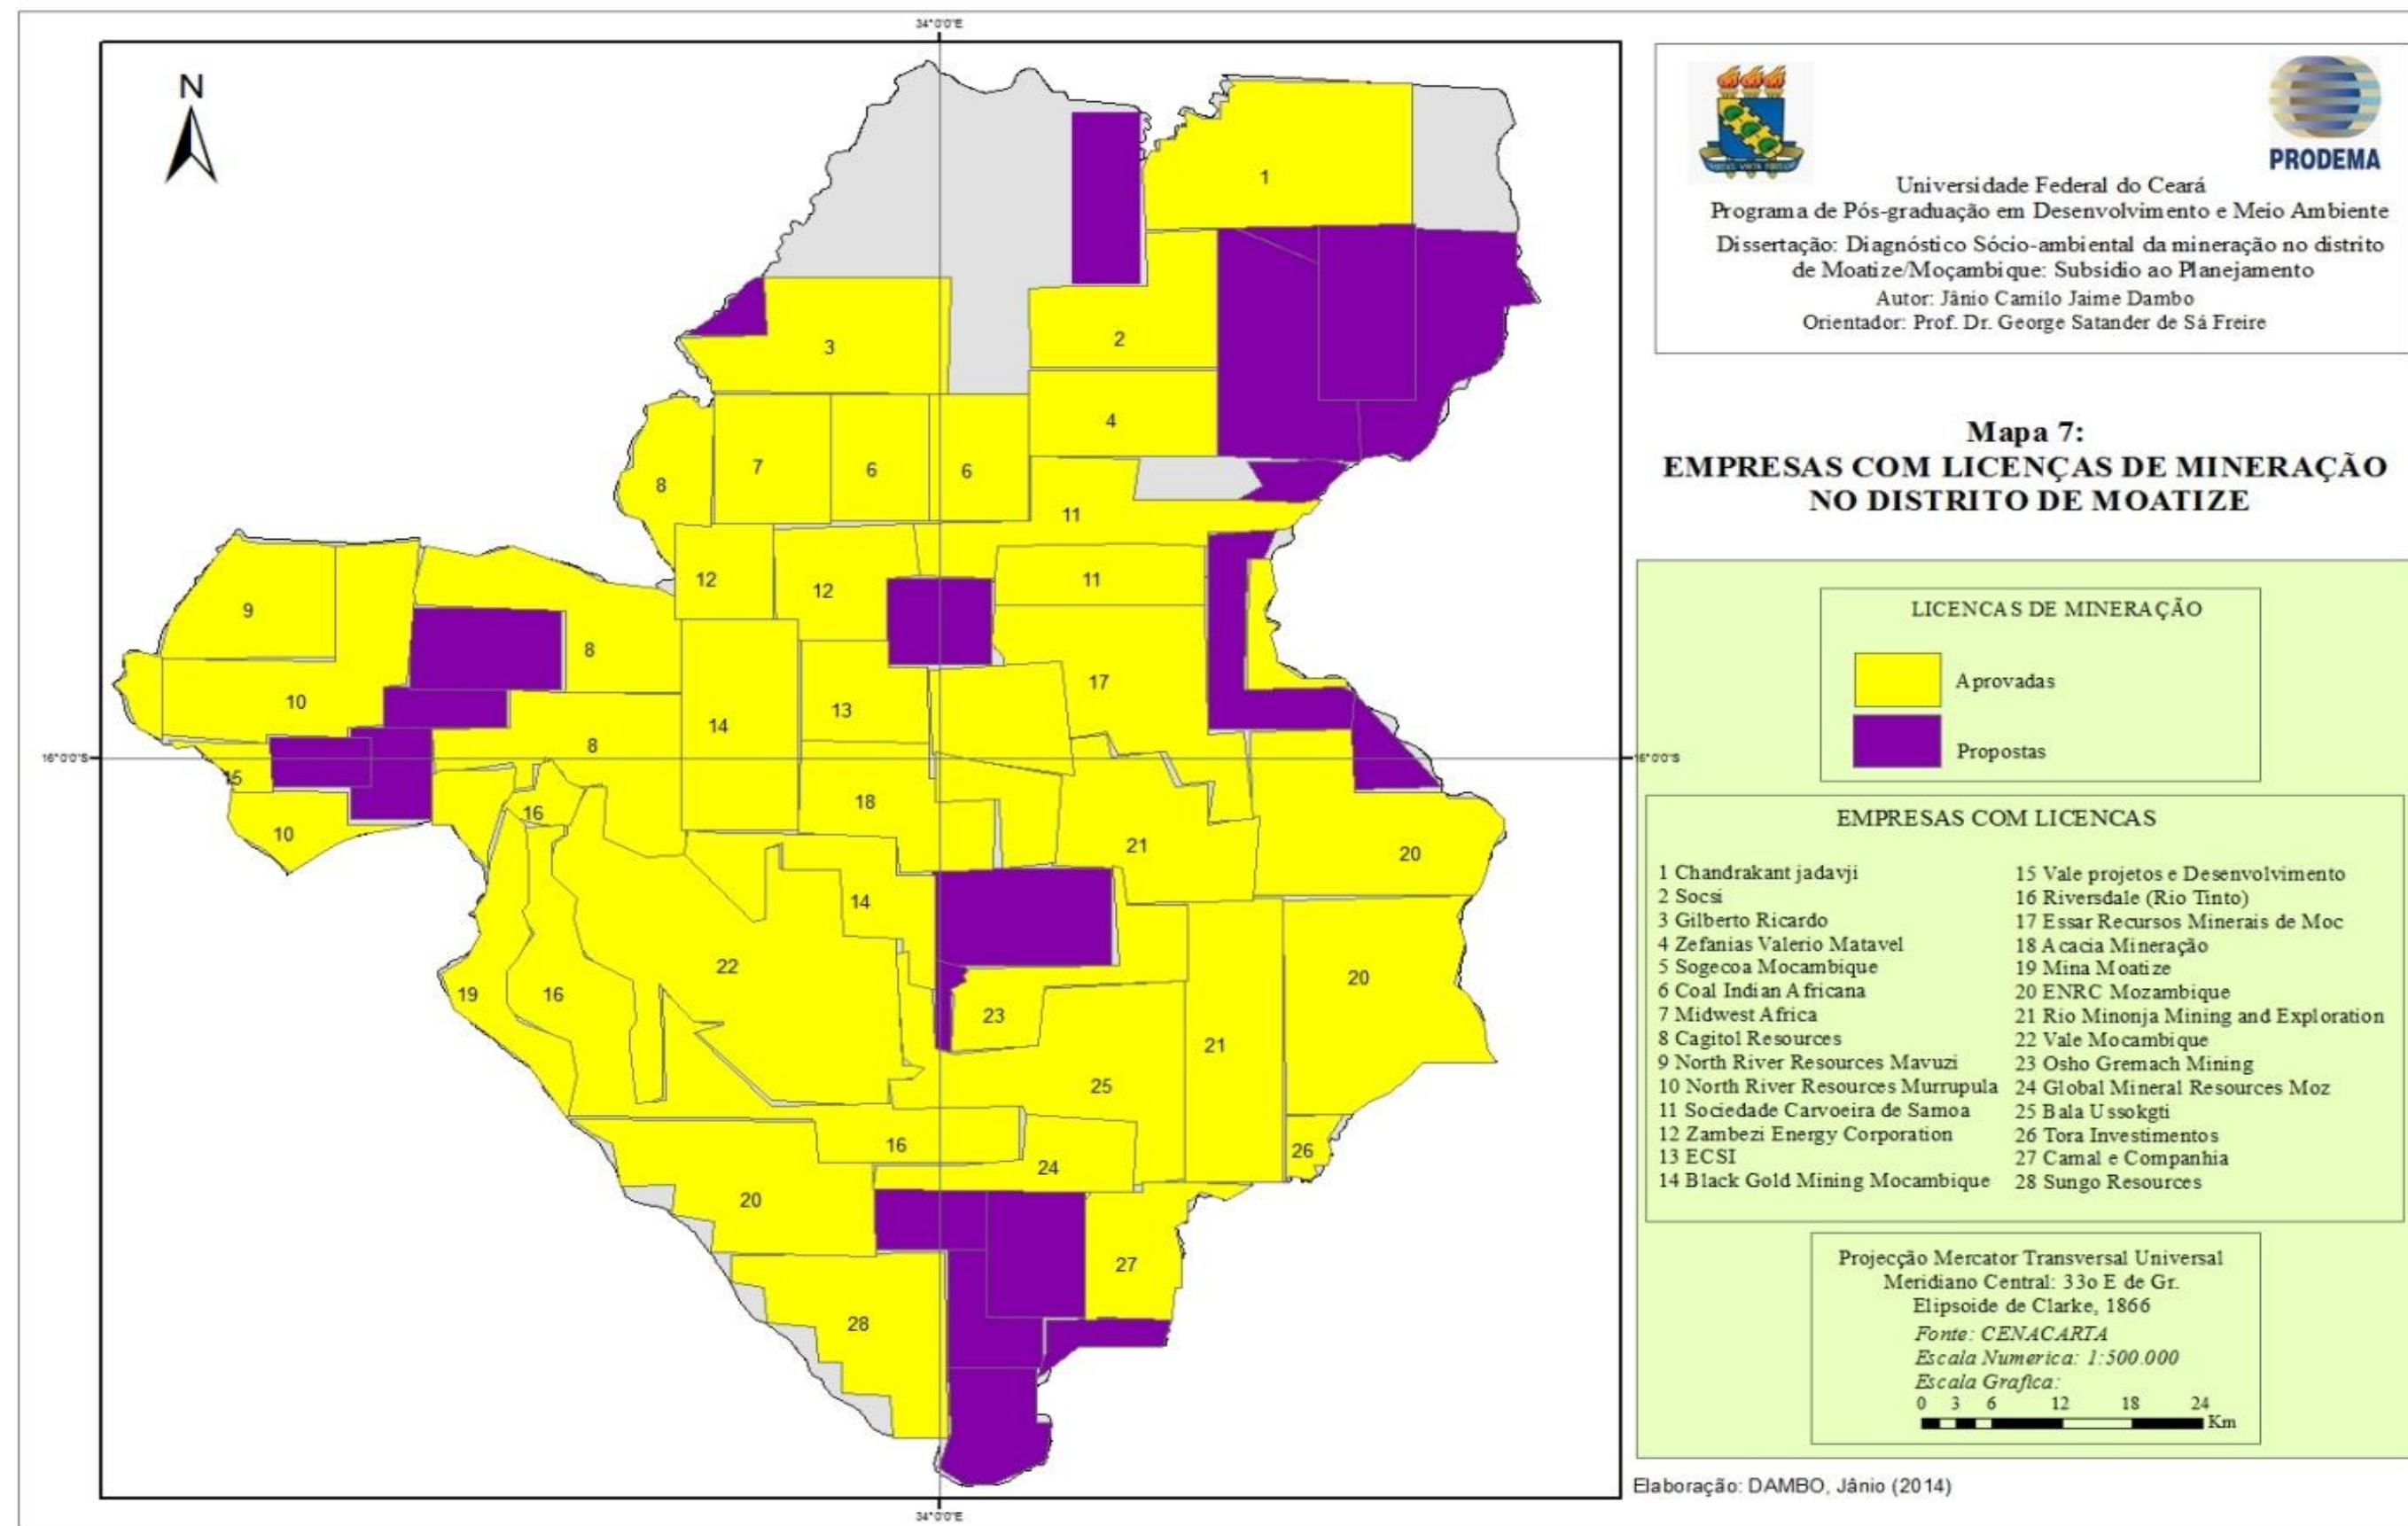 34°0'0"E
N
1
2
3
4
7
6
6
8
11
12
12
11
9
8
10
17
14
13
8
15
16
18
10
21
20
14
22
19
16
23
20
21
25
16
24
26
20
27
28
16°0'0"S
16°0'0"S
34°0'0"E
PRODEMA
Universidade Federal do Ceará
Programa de Pós-graduação em Desenvolvimento e Meio Ambiente
Dissertação: Diagnóstico Sócio-ambiental da mineração no distrito
de Moatize/Moçambique: Subsidio ao Planejamento
Autor: Jânio Camilo Jaime Dambo
Orientador: Prof. Dr. George Satander de Sá Freire
Mapa 7:
EMPRESAS COM LICENÇAS DE MINERAÇÃO
NO DISTRITO DE MOATIZE
LICENCAS DE MINERAÇÃO
Aprovadas
Propostas
EMPRESAS COM LICENCAS
1 Chandrakant jadavji
2 Socsi
3 Gilberto Ricardo
4 Zefanias Valerio Matavel
5 Sogecoa Mocambique
6 Coal Indian Africana
7 Midwest Africa
8 Cagitol Resources
9 North River Resources Mavuzi
10 North River Resources Murrupula
11 Sociedade Carvoeira de Samoa
12 Zambezi Energy Corporation
13 ECSI
14 Black Gold Mining Mocambique
15 Vale projetos e Desenvolvimento
16 Riversdale (Rio Tinto)
17 Essar Recursos Minerais de Moc
18 Acacia Mineração
19 Mina Moatize
20 ENRC Mozambique
21 Rio Minonja Mining and Exploration
22 Vale Mocambique
23 Osho Gremach Mining
24 Global Mineral Resources Moz
25 Bala Ussokgti
26 Tora Investimentos
27 Camal e Companhia
28 Sungo Resources
Projecção Mercator Transversal Universal
Meridiano Central: 33o E de Gr.
Elipsoide de Clarke, 1866
Fonte: CENACARTA
Escala Numerica: 1:500.000
Escala Grafica:
0 3 6 12 18 24
Km
Elaboração: DAMBO, Jânio (2014)